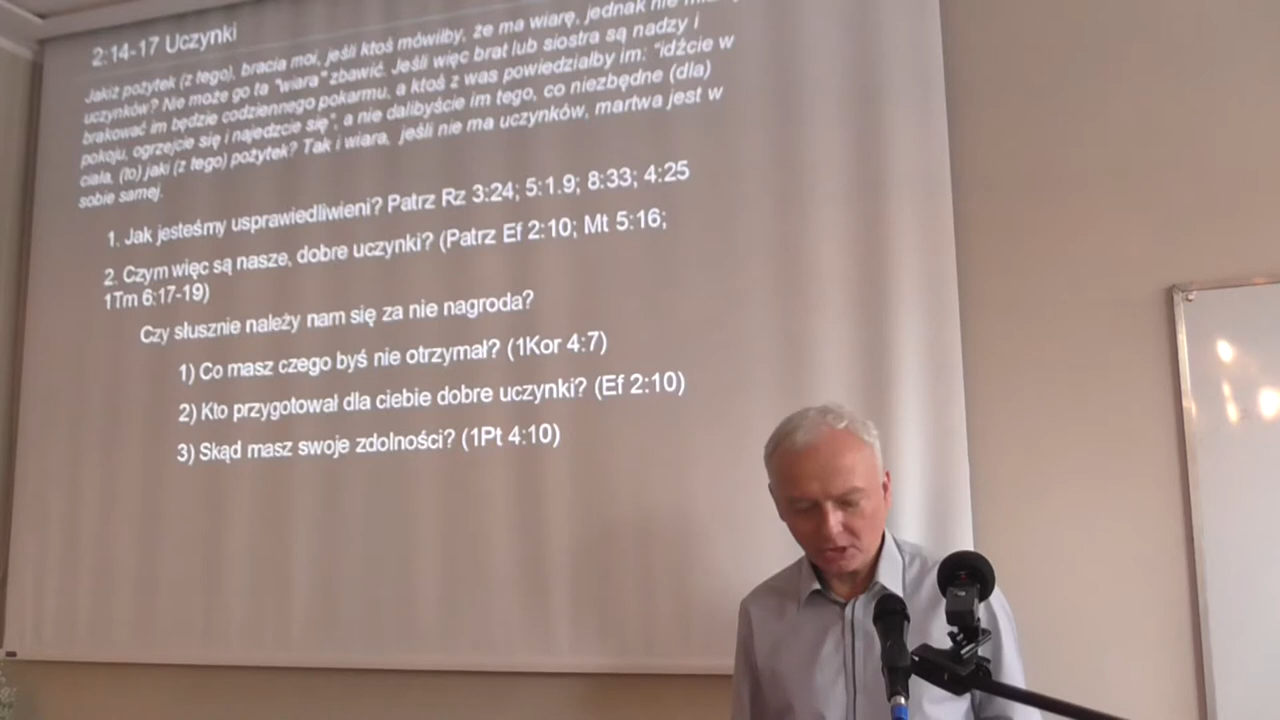 2:14-17 Uczynki
Jakiż pożytek (z tego), bracia moi, jeśli ktoś mówiłby, że ma wiarę, jednak nie
uczynków? Nie może go ta "wiara" zbawić. Jeśli więc brat lub siostra są nadzy i
brakować im będzie codziennego pokarmu, a ktoś z was powiedziałby im: "idźcie w
pokoju, ogrzejcie się i najedzcie się", a nie dalibyście im tego, co niezbędne (dla)
ciała, (to) jaki (z tego) pożytek? Tak i wiara, jeśli nie ma uczynków, martwa jest w
sobie samej.
1. Jak jesteśmy usprawiedliwieni? Patrz Rz 3:24; 5:1.9; 8:33; 4:25
2. Czym więc są nasze, dobre uczynki? (Patrz Ef 2:10; Mt 5:16;
1Tm 6:17-19)
Czy słusznie należy nam się za nie nagroda?
1) Co masz czego byś nie otrzymał? (1Kor 4:7)
2) Kto przygotował dla ciebie dobre uczynki? (Ef 2:10)
3) Skąd masz swoje zdolności? (1Pt 4:10)